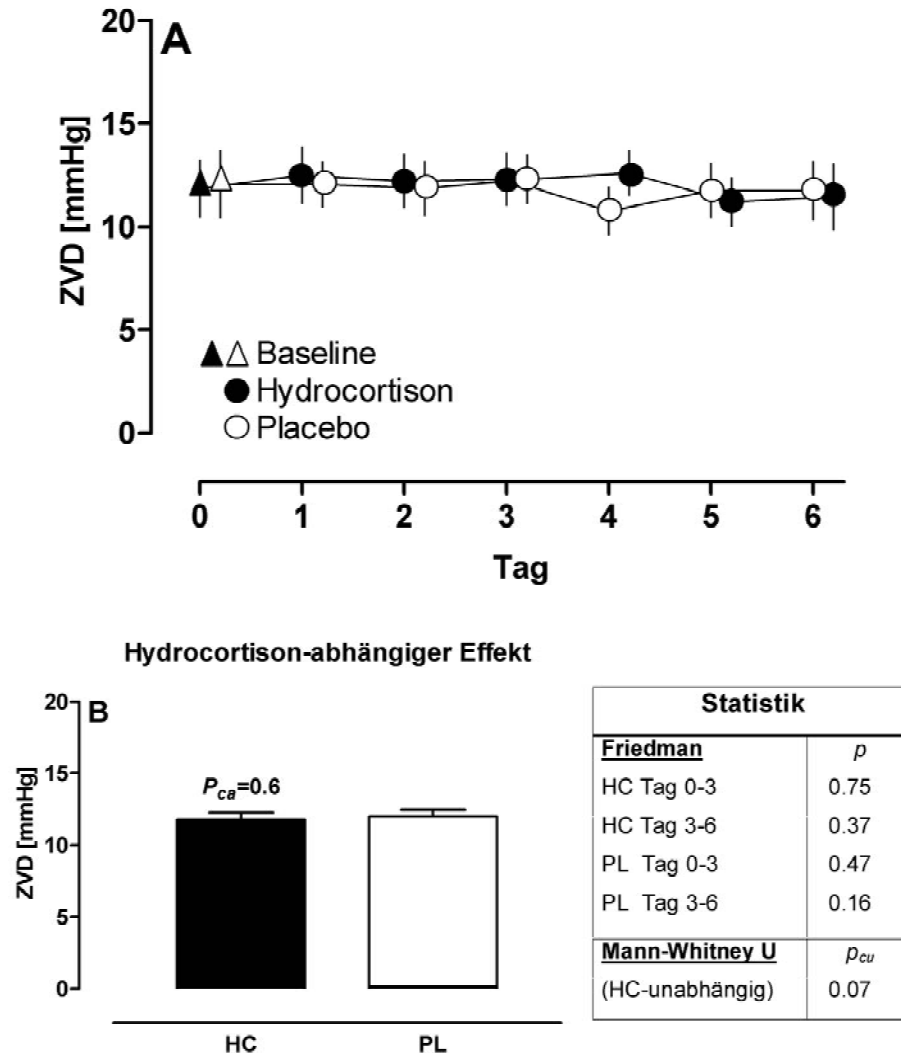 A
20
15
10
5
0
ZVD [mmHg]
Baseline
Hydrocortison
Placebo
0 1 2 3 4 5 6
Tag
Hydrocortison-abhängiger Effekt
B
20
15
10
5
0
ZVD [mmHg]
Pca=0.6
HC PL
Statistik
Friedman p
HC Tag 0-3 0.75
HC Tag 3-6 0.37
PL Tag 0-3 0.47
PL Tag 3-6 0.16
Mann-Whitney U pcu
(HC-unabhängig) 0.07